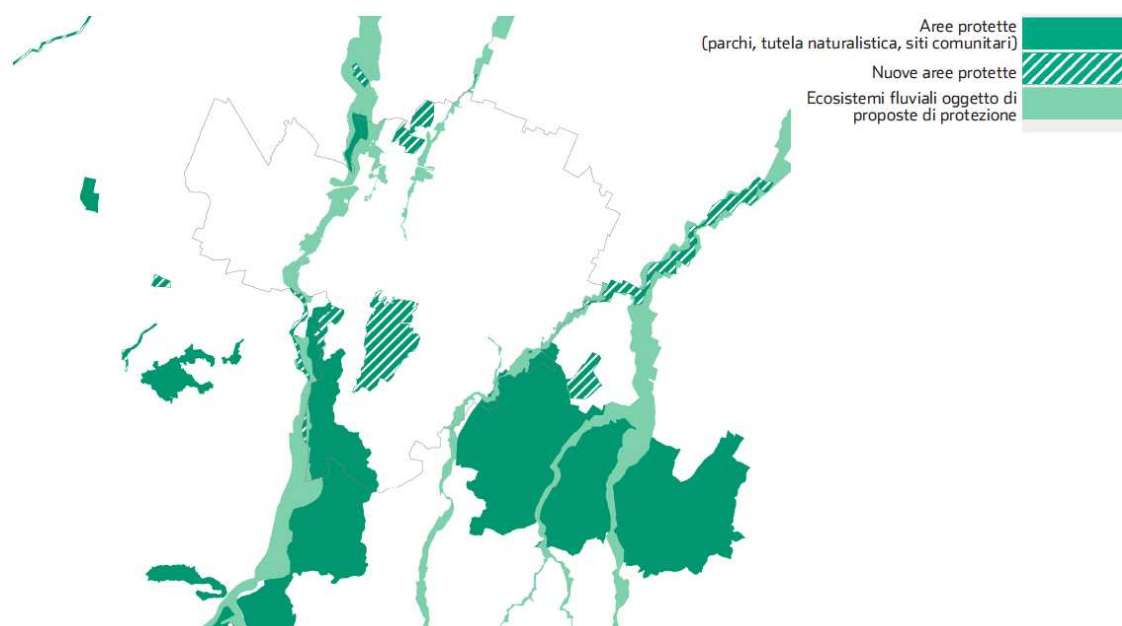 Aree protette
(parchi, tutela naturalistica, siti comunitari)
Nuove aree protette
Ecosistemi fluviali oggetto di
proposte di protezione